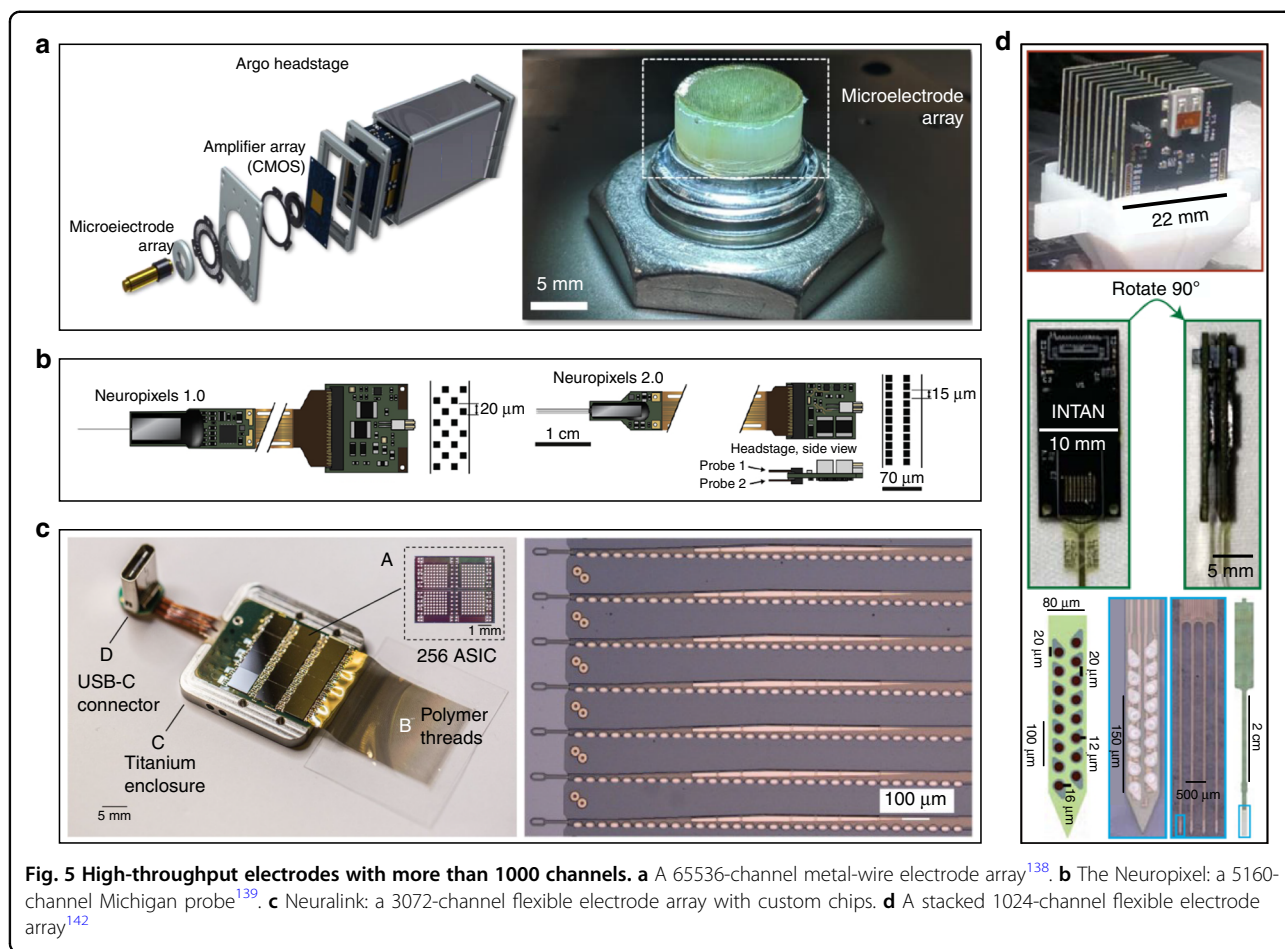 a
Argo headstage
Amplifier array
(CMOS)
Microeiectrode
array
Microelectrode
array
5 mm
b
Neuropixels 1.0
20 µm
Neuropixels 2.0
1 cm
Headstage, side view
Probe 1
Probe 2
15 µm
70 µm
c
A
1 mm
256 ASIC
D
USB-C
connector
C
Titanium
enclosure
B
Polymer
threads
5 mm
100 µm
d
22 mm
Rotate 90°
INTAN
10 mm
5 mm
80 µm
20 µm
20 µm
100 µm
12 µm
16 µm
150 µm
500 µm
2 cm
Fig. 5 High-throughput electrodes with more than 1000 channels. a A 65536-channel metal-wire electrode array138. b The Neuropixel: a 5160-
channel Michigan probe139. c Neuralink: a 3072-channel flexible electrode array with custom chips. d A stacked 1024-channel flexible electrode
array142